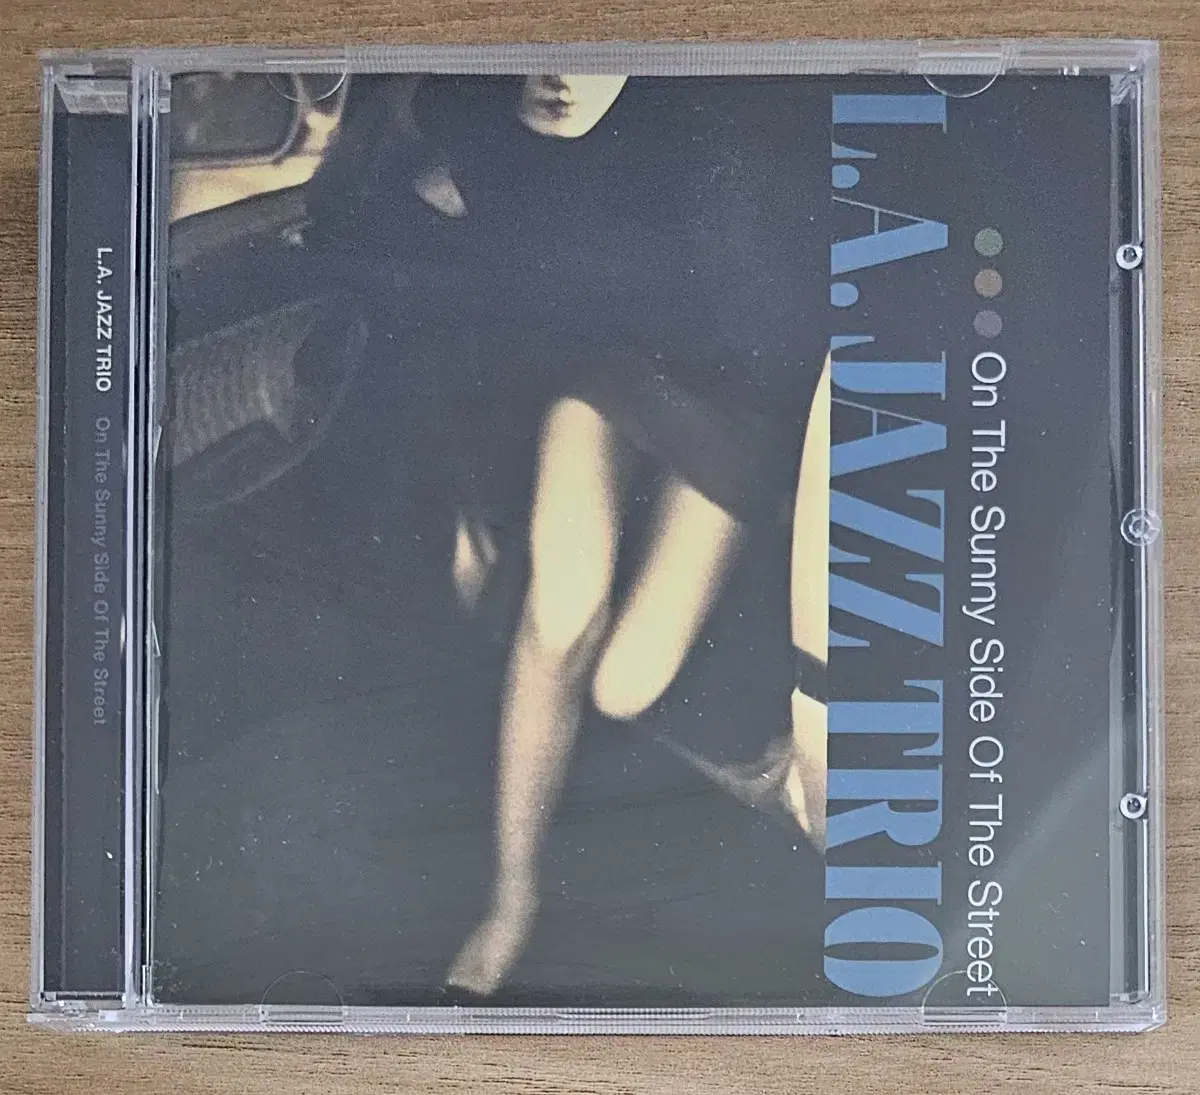 L.A. JAZZ TRIO On The Sunny Side Of The Street
L.A. JAZZ TRIO
On The Sunny Side Of The Street